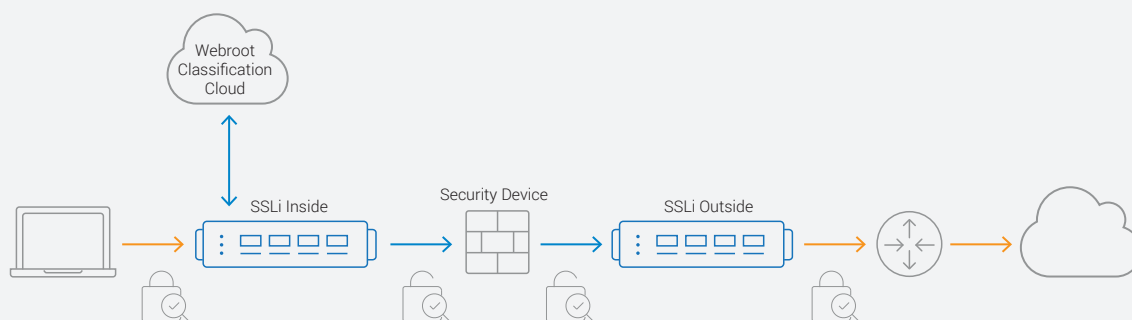 Webroot
Classification
Cloud
SSLi Inside
Security Device
SSLi Outside